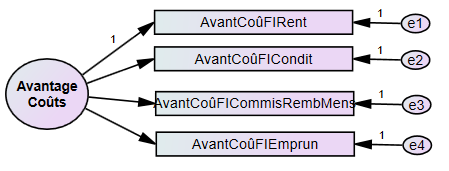 1
AvantCoûFIRent
1
e1
AvantCoûFICondit
1
e2
Avantage
Coûts
AvantCoûFICommisRembMens
1
e3
AvantCoûFIEmprun
1
e4